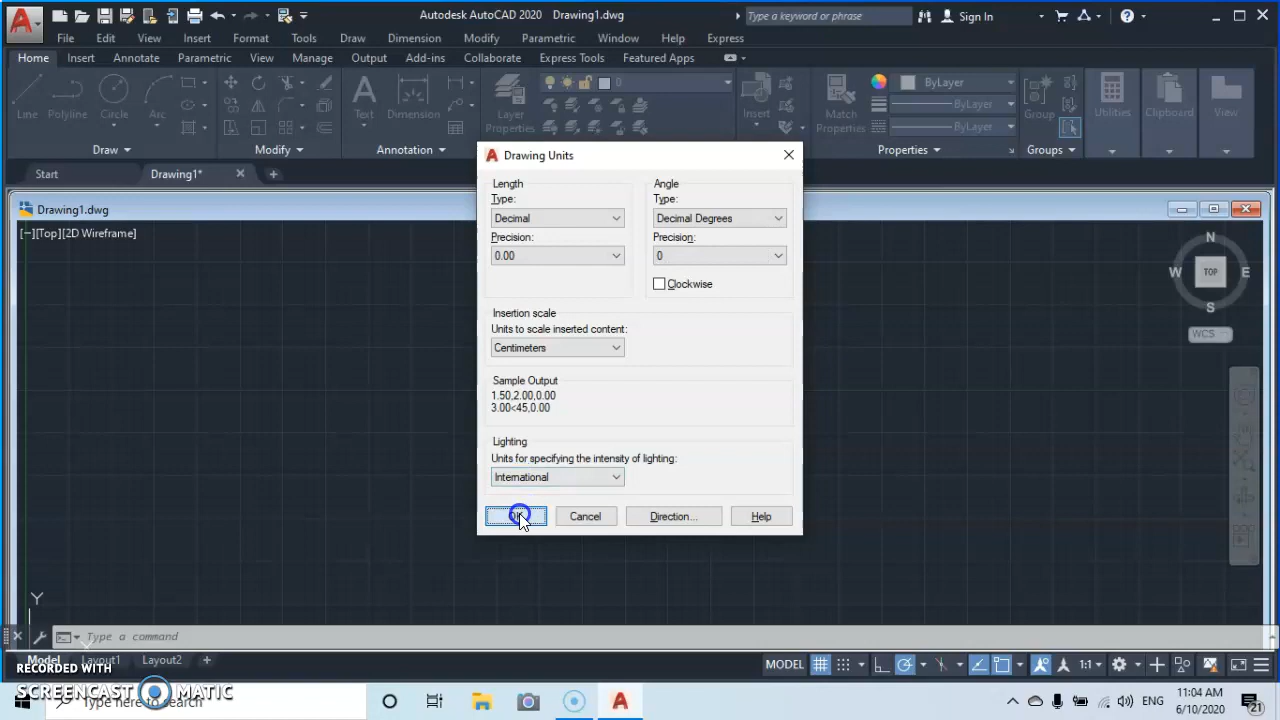 Autodesk AutoCAD 2020 Drawing1.dwg
Type a keyword or phrase
Sign In
File Edit View Insert Format Tools Draw Dimension Modify Parametric Window Help Express
Home Insert Annotate Parametric View Manage Output Add-ins Collaborate Express Tools Featured Apps
Line Polyline Circle Arc Text Dimension Layer Properties 0 Insert Match Properties ByLayer Group Utilities Clipboard View
ByLayer
ByLayer
Draw Modify Annotation Properties Groups
Start Drawing1*
Drawing1.dwg
[−][Top][2D Wireframe]
Drawing Units
Length
Type:
Decimal
Precision:
0.00
Angle
Type:
Decimal Degrees
Precision:
0
Clockwise
Insertion scale
Units to scale inserted content:
Centimeters
Sample Output
1.50,2.00,0.00
3.00<45,0.00
Lighting
Units for specifying the intensity of lighting:
International
Cancel Direction... Help
N
W TOP E
S
WCS
Y
Type a command
Model Layout1 Layout2
MODEL 1:1
RECORDED WITH
SCREENCAST MATIC
Type here to search
ENG
11:04 AM
6/10/2020
21